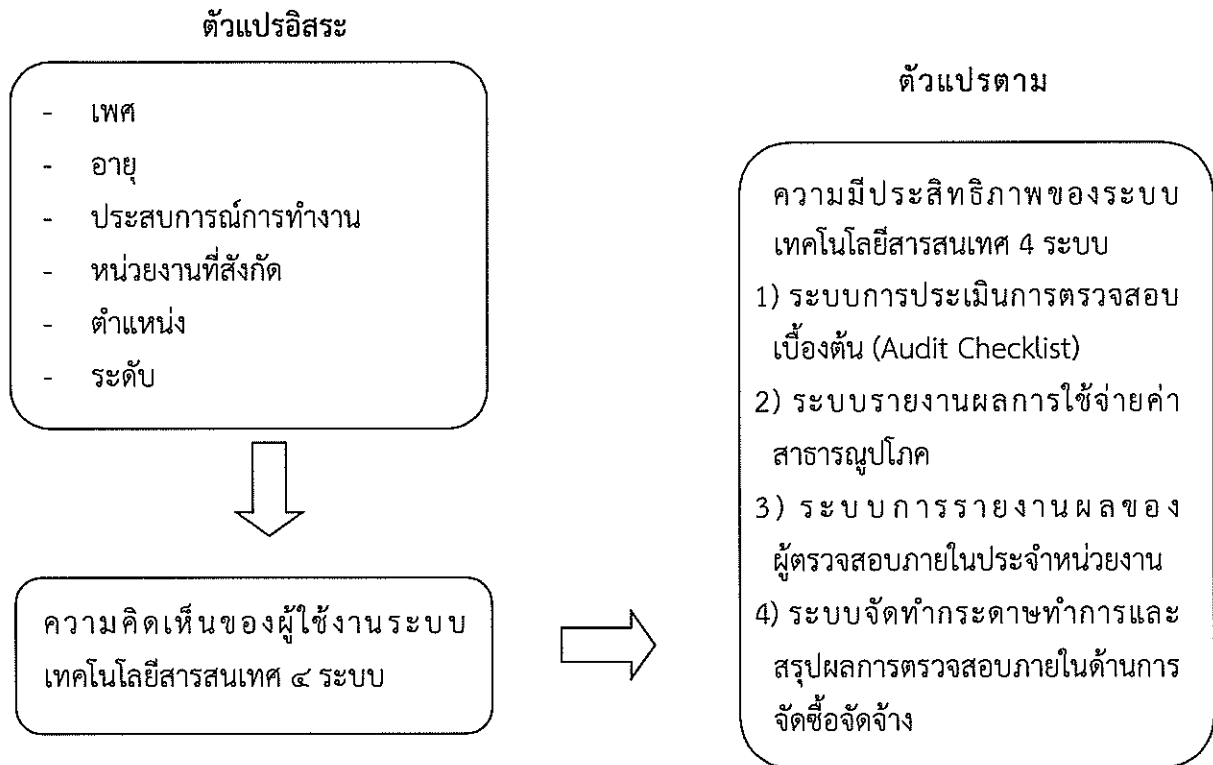 ตัวแปรอิสระ
- เพศ
- อายุ
- ประสบการณ์การทำงาน
- หน่วยงานที่สังกัด
- ตำแหน่ง
- ระดับ
ความคิดเห็นของผู้ใช้งานระบบ
เทคโนโลยีสารสนเทศ ๔ ระบบ
ตัวแปรตาม
ความมีประสิทธิภาพของระบบ
เทคโนโลยีสารสนเทศ 4 ระบบ
1) ระบบการประเมินการตรวจสอบ
เบื้องต้น (Audit Checklist)
2) ระบบรายงานผลการใช้จ่ายค่า
สาธารณูปโภค
3) ระบบการรายงานผลของ
ผู้ตรวจสอบภายในประจำหน่วยงาน
4) ระบบจัดทำกระดาษทำการและ
สรุปผลการตรวจสอบภายในด้านการ
จัดซื้อจัดจ้าง